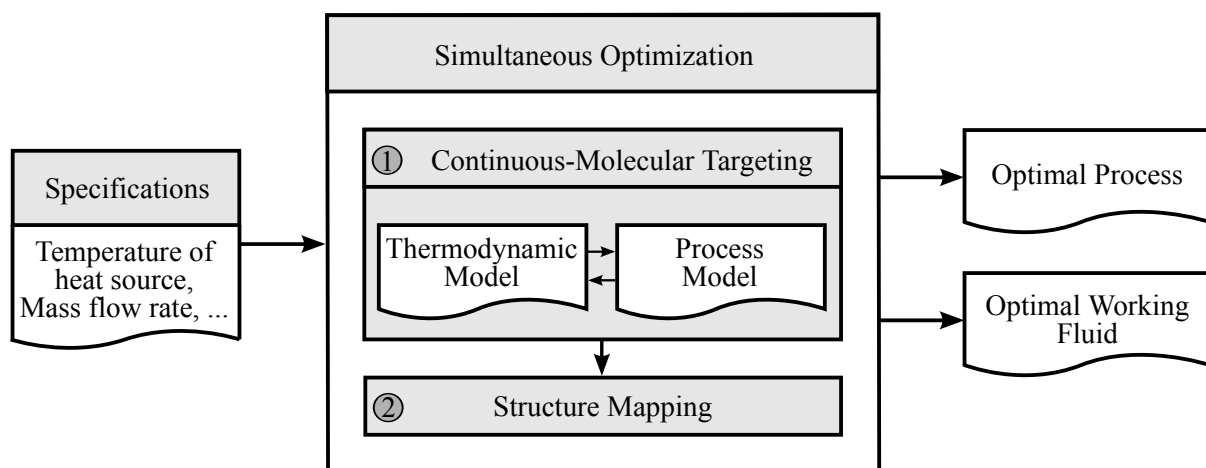 Simultaneous Optimization
Specifications
Temperature of
heat source,
Mass flow rate, ...
1 Continuous-Molecular Targeting
Thermodynamic
Model
Process
Model
2 Structure Mapping
Optimal Process
Optimal Working
Fluid